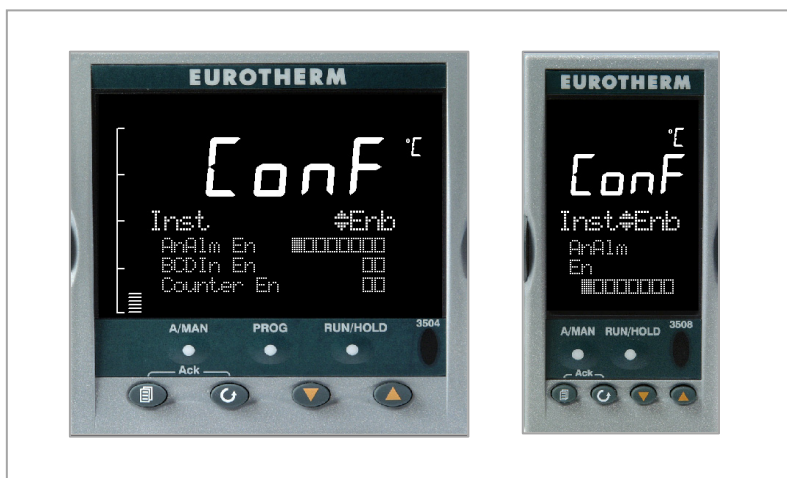 EUROTHERM
°C
ConF
Inst Enb
AnAlm En
BCDIn En
Counter En
A/MAN PROG RUN/HOLD 3504
Ack
EUROTHERM
°C
ConF
Inst Enb
AnAlm
En
A/MAN RUN/HOLD 3508
Ack